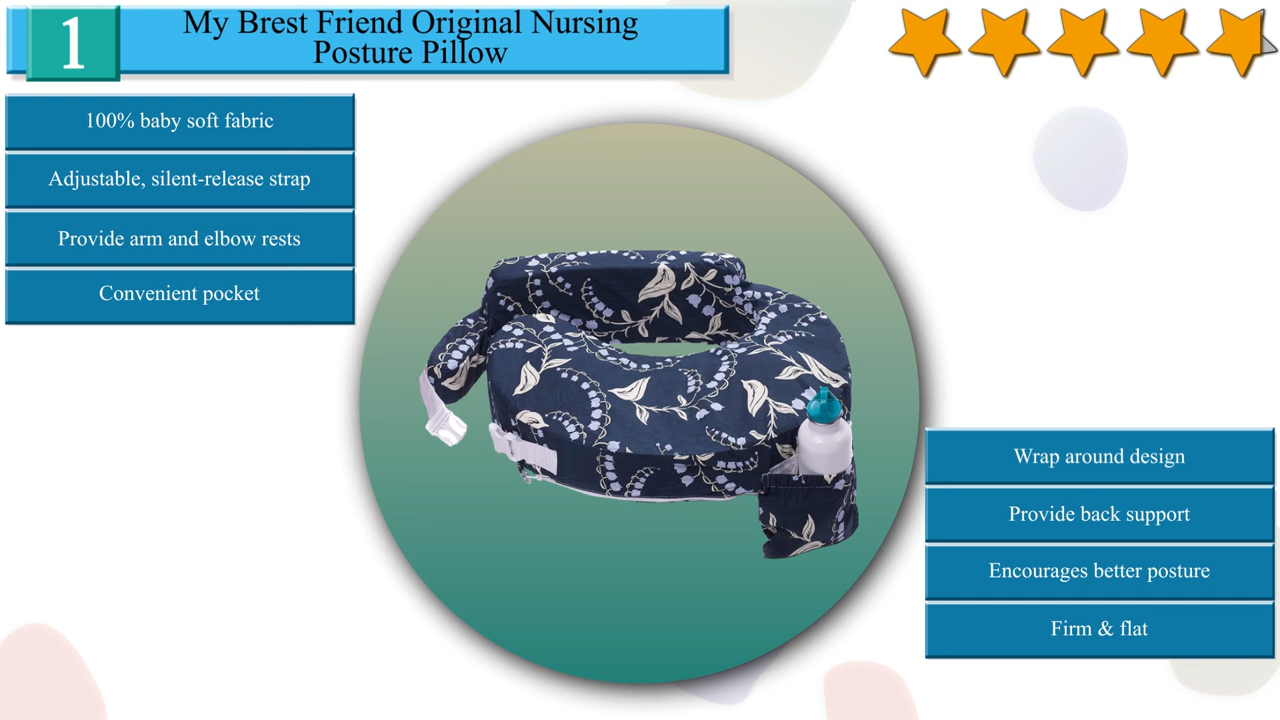 1
My Brest Friend Original Nursing
Posture Pillow
100% baby soft fabric
Adjustable, silent-release strap
Provide arm and elbow rests
Convenient pocket
Wrap around design
Provide back support
Encourages better posture
Firm & flat